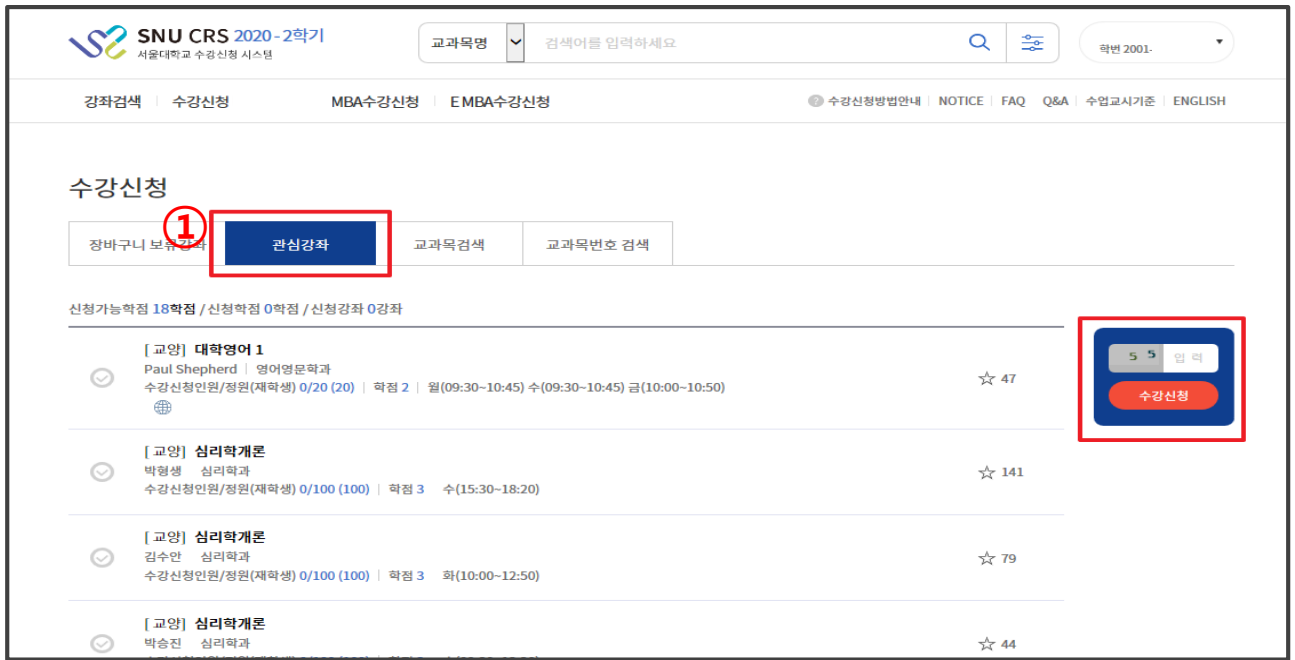 SNU CRS 2020-2학기
서울대학교 수강신청 시스템
교과목명
검색어를 입력하세요
학번 2001-
강좌검색 수강신청 MBA수강신청 EMBA수강신청
? 수강신청방법안내 NOTICE FAQ Q&A 수업교시기준 ENGLISH
수강신청
①
장바구니 보류강좌 관심강좌 교과목검색 교과목번호 검색
신청가능학점 18학점 / 신청학점 0학점 / 신청강좌 0강좌
[교양] 대학영어 1
Paul Shepherd 영어영문학과
수강신청인원/정원(재학생) 0/20 (20) 학점 2 월(09:30~10:45) 수(09:30~10:45) 금(10:00~10:50)
☆ 47
5 5 입력
수강신청
[교양] 심리학개론
박형생 심리학과
수강신청인원/정원(재학생) 0/100 (100) 학점 3 수(15:30~18:20)
☆ 141
[교양] 심리학개론
김수안 심리학과
수강신청인원/정원(재학생) 0/100 (100) 학점 3 화(10:00~12:50)
☆ 79
[교양] 심리학개론
박승진 심리학과
☆ 44